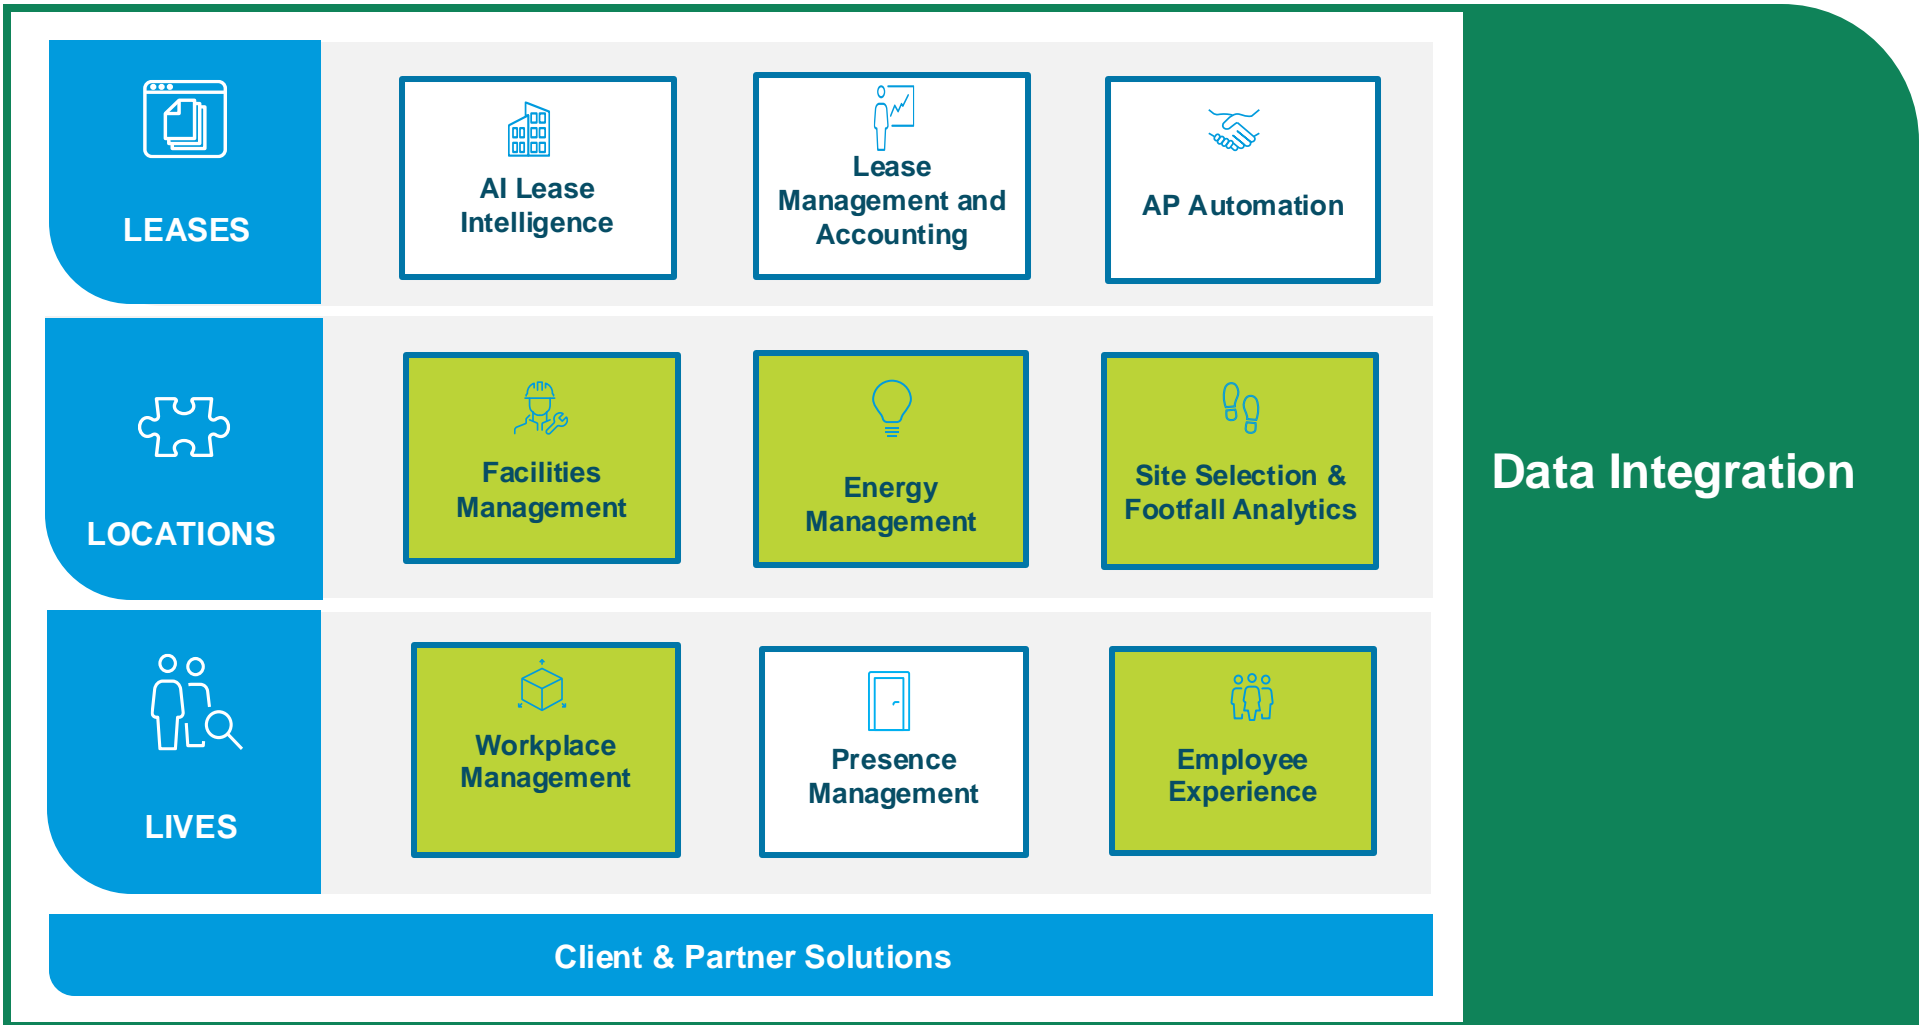 LEASES
AI Lease
Intelligence
Lease
Management and
Accounting
AP Automation
LOCATIONS
Facilities
Management
Energy
Management
Site Selection &
Footfall Analytics
Data Integration
LIVES
Workplace
Management
Presence
Management
Employee
Experience
Client & Partner Solutions